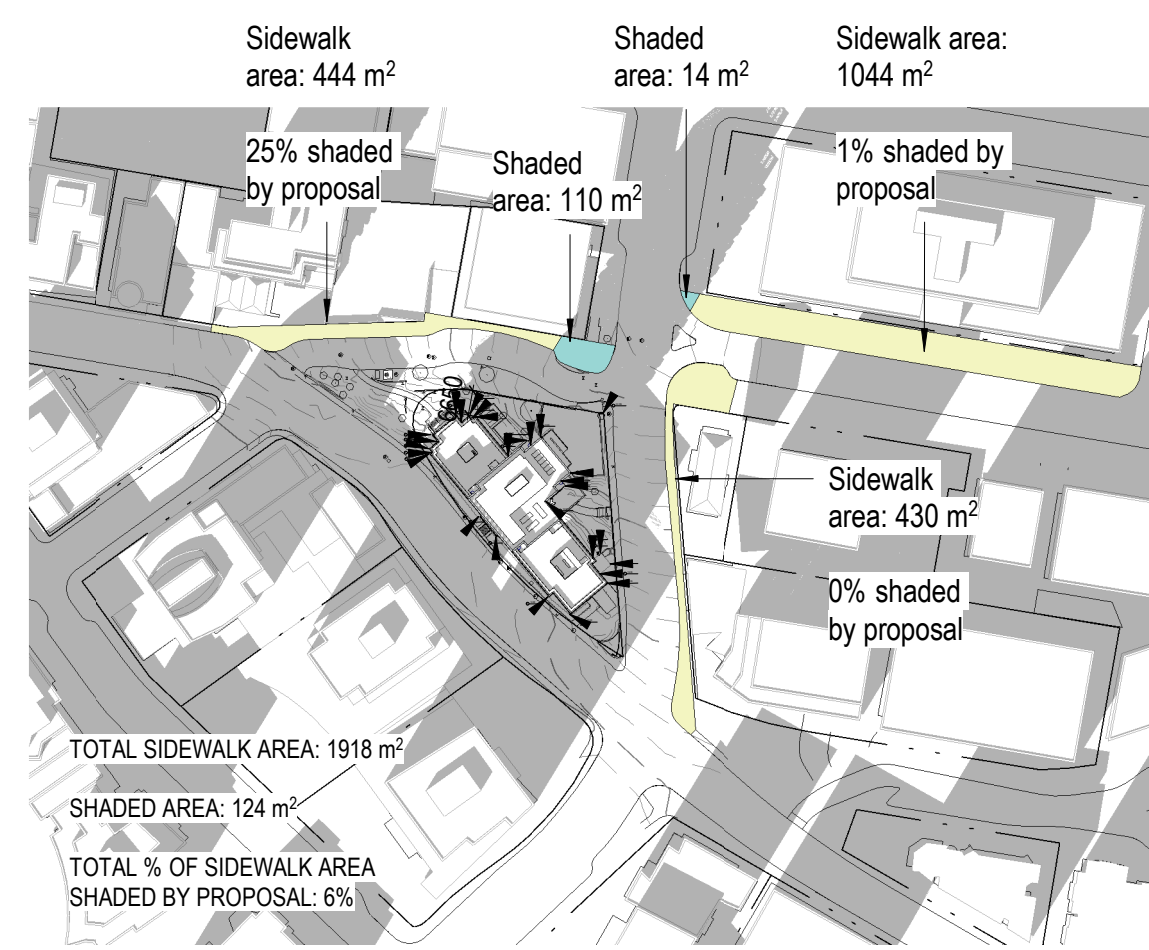 Sidewalk
area: 444 m²
Shaded
area: 14 m²
Sidewalk area:
1044 m²
25% shaded
by proposal
Shaded
area: 110 m²
1% shaded by
proposal
6650
Sidewalk
area: 430 m²
0% shaded
by proposal
TOTAL SIDEWALK AREA: 1918 m²
SHADED AREA: 124 m²
TOTAL % OF SIDEWALK AREA
SHADED BY PROPOSAL: 6%